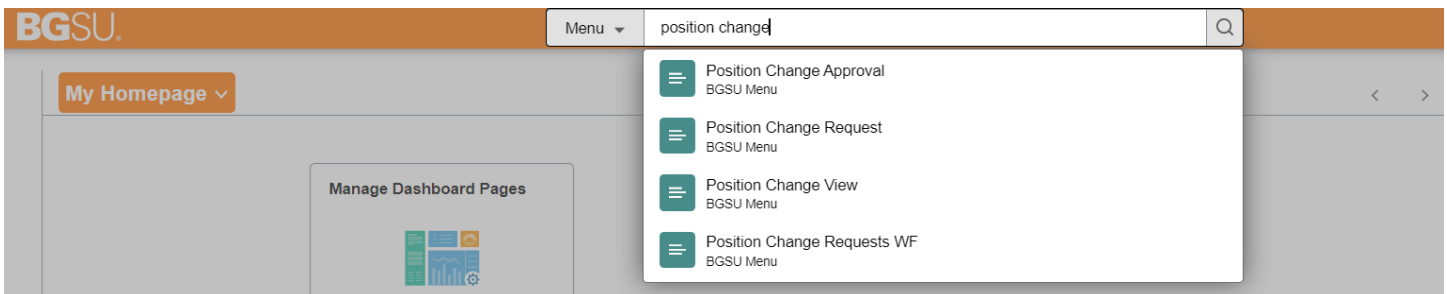 BGSU.
Menu
position change
My Homepage
Position Change Approval
BGSU Menu
Position Change Request
BGSU Menu
Position Change View
BGSU Menu
Position Change Requests WF
BGSU Menu
Manage Dashboard Pages